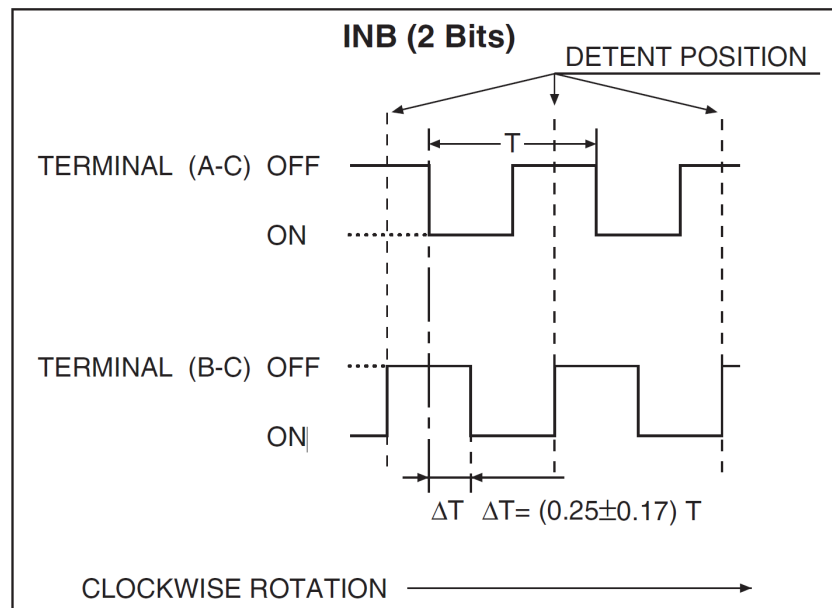 INB (2 Bits)
DETENT POSITION
T
TERMINAL (A-C) OFF
ON
TERMINAL (B-C) OFF
ON
ΔT ΔT= (0.25±0.17) T
CLOCKWISE ROTATION